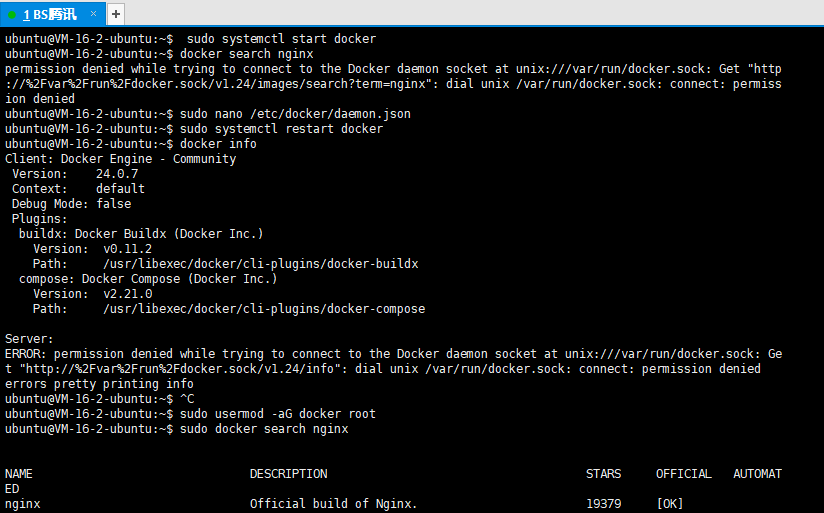 1 BS腾讯 × +
ubuntu@VM-16-2-ubuntu:~$  sudo systemctl start docker
ubuntu@VM-16-2-ubuntu:~$ docker search nginx
permission denied while trying to connect to the Docker daemon socket at unix:///var/run/docker.sock: Get "http
://%2Fvar%2Frun%2Fdocker.sock/v1.24/images/search?term=nginx": dial unix /var/run/docker.sock: connect: permiss
ion denied
ubuntu@VM-16-2-ubuntu:~$ sudo nano /etc/docker/daemon.json
ubuntu@VM-16-2-ubuntu:~$ sudo systemctl restart docker
ubuntu@VM-16-2-ubuntu:~$ docker info
Client: Docker Engine - Community
 Version:    24.0.7
 Context:    default
 Debug Mode: false
 Plugins:
  buildx: Docker Buildx (Docker Inc.)
    Version:  v0.11.2
    Path:     /usr/libexec/docker/cli-plugins/docker-buildx
  compose: Docker Compose (Docker Inc.)
    Version:  v2.21.0
    Path:     /usr/libexec/docker/cli-plugins/docker-compose

Server:
ERROR: permission denied while trying to connect to the Docker daemon socket at unix:///var/run/docker.sock: Ge
t "http://%2Fvar%2Frun%2Fdocker.sock/v1.24/info": dial unix /var/run/docker.sock: connect: permission denied
errors pretty printing info
ubuntu@VM-16-2-ubuntu:~$ ^C
ubuntu@VM-16-2-ubuntu:~$ sudo usermod -aG docker root
ubuntu@VM-16-2-ubuntu:~$ sudo docker search nginx

NAME                               DESCRIPTION                                     STARS     OFFICIAL   AUTOMAT
ED
nginx                              Official build of Nginx.                        19379     [OK]